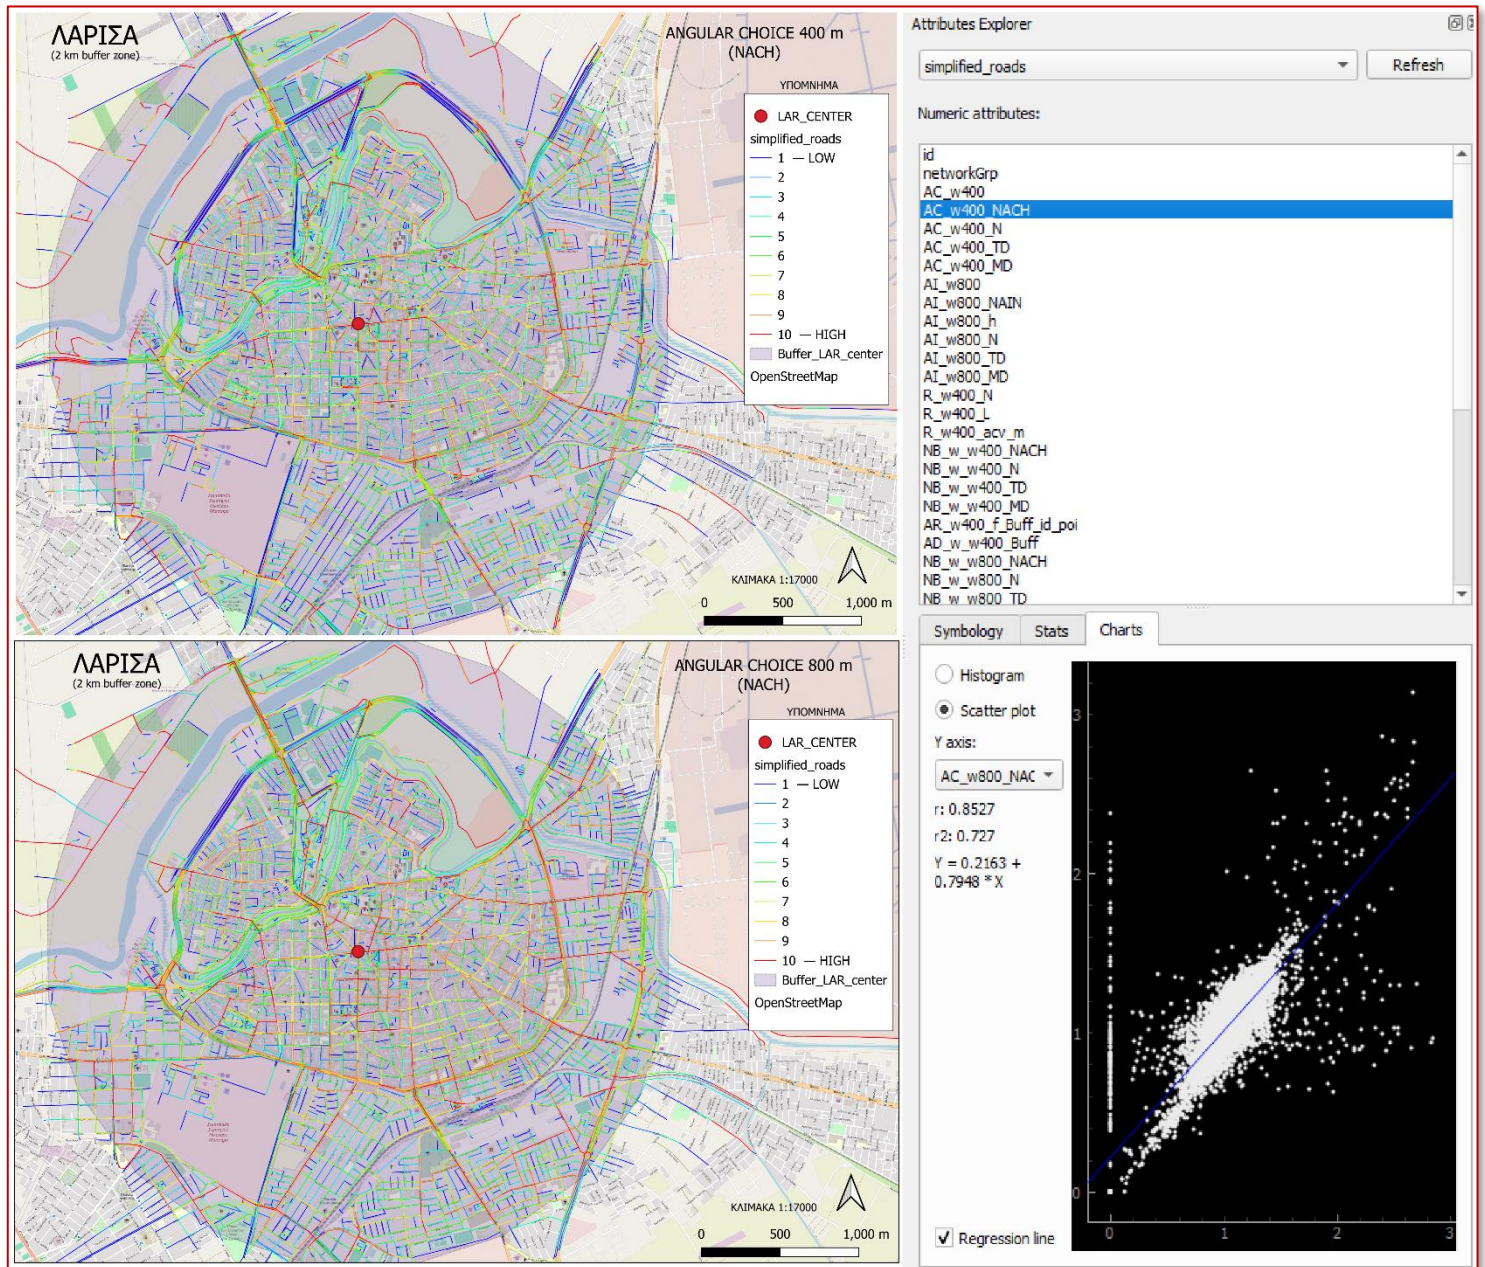 ΛΑΡΙΣΑ
(2 km buffer zone)
ANGULAR CHOICE 400 m
(NACH)
ΥΠΟΜΝΗΜΑ
LAR_CENTER
simplified_roads
1 — LOW
2
3
4
5
6
7
8
9
10 — HIGH
Buffer_LAR_center
OpenStreetMap
ΚΛΙΜΑΚΑ 1:17000
0 500 1,000 m
ΛΑΡΙΣΑ
(2 km buffer zone)
ANGULAR CHOICE 800 m
(NACH)
ΥΠΟΜΝΗΜΑ
LAR_CENTER
simplified_roads
1 — LOW
2
3
4
5
6
7
8
9
10 — HIGH
Buffer_LAR_center
OpenStreetMap
ΚΛΙΜΑΚΑ 1:17000
0 500 1,000 m
Attributes Explorer
simplified_roads
Refresh
Numeric attributes:
id
networkGrp
AC_w400
AC_w400_NACH
AC_w400_N
AC_w400_TD
AC_w400_MD
AI_w800
AI_w800_NAIN
AI_w800_h
AI_w800_N
AI_w800_TD
AI_w800_MD
R_w400_N
R_w400_L
R_w400_acv_m
NB_w_w400_NACH
NB_w_w400_N
NB_w_w400_TD
NB_w_w400_MD
AR_w400_f_Buff_id_poi
AD_w_w400_Buff
NB_w_w800_NACH
NB_w_w800_N
NB_w_w800_TD
Symbology Stats Charts
Histogram
Scatter plot
Y axis:
AC_w800_NAC
r: 0.8527
r2: 0.727
Y = 0.2163 +
0.7948 * X
Regression line
3
2
1
0
0 1 2 3